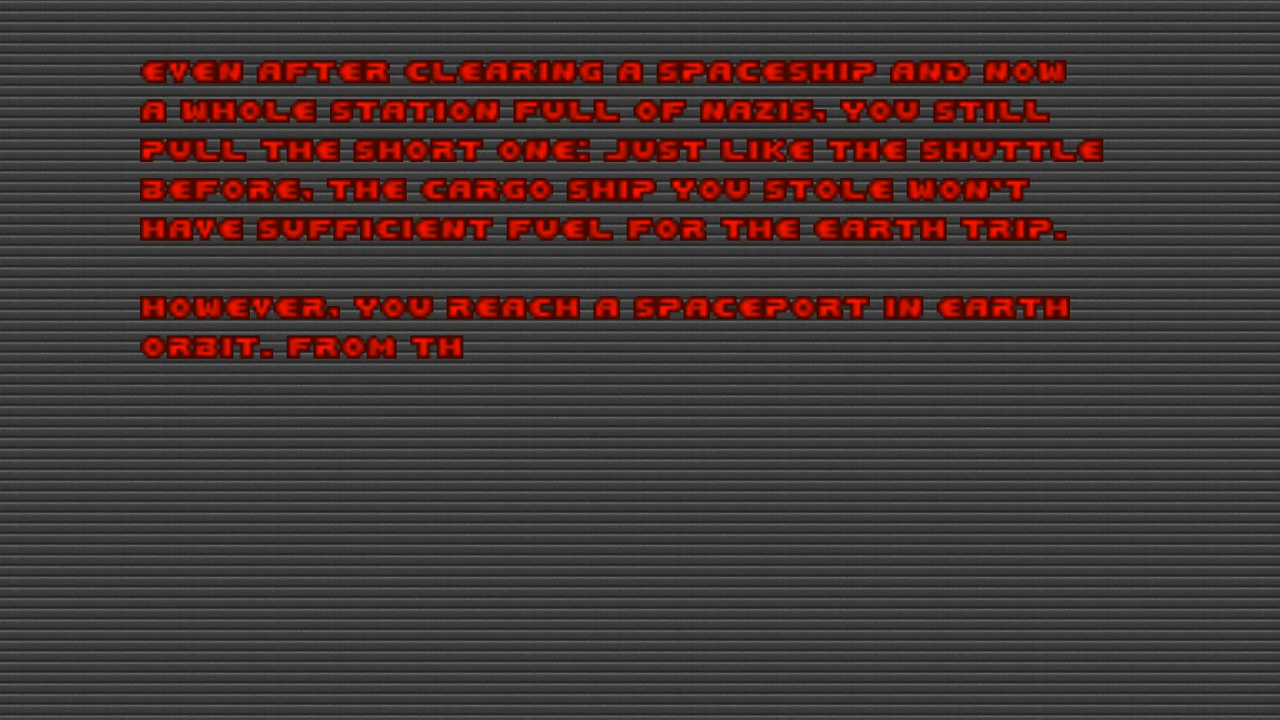 EVEN AFTER CLEARING A SPACESHIP AND NOW
A WHOLE STATION FULL OF NAZIS, YOU STILL
PULL THE SHORT ONE: JUST LIKE THE SHUTTLE
BEFORE, THE CARGO SHIP YOU STOLE WON'T
HAVE SUFFICIENT FUEL FOR THE EARTH TRIP.
HOWEVER, YOU REACH A SPACEPORT IN EARTH
ORBIT. FROM TH